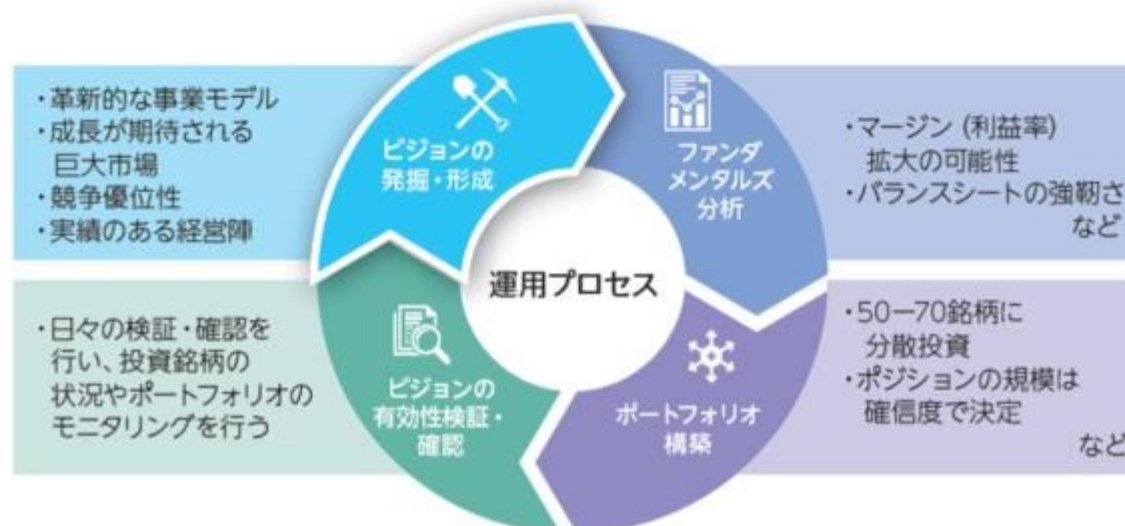 ・革新的な事業モデル
・成長が期待される
巨大市場
・競争優位性
・実績のある経営陣
ビジョンの
発掘・形成
ファンダ
メンタルズ
分析
・マージン (利益率)
拡大の可能性
・バランスシートの強靭さ
など
運用プロセス
・日々の検証・確認を
行い、投資銘柄の
状況やポートフォリオの
モニタリングを行う
ビジョンの
有効性検証・
確認
ポートフォリオ
構築
・50ー70銘柄に
分散投資
・ポジションの規模は
確信度で決定
など